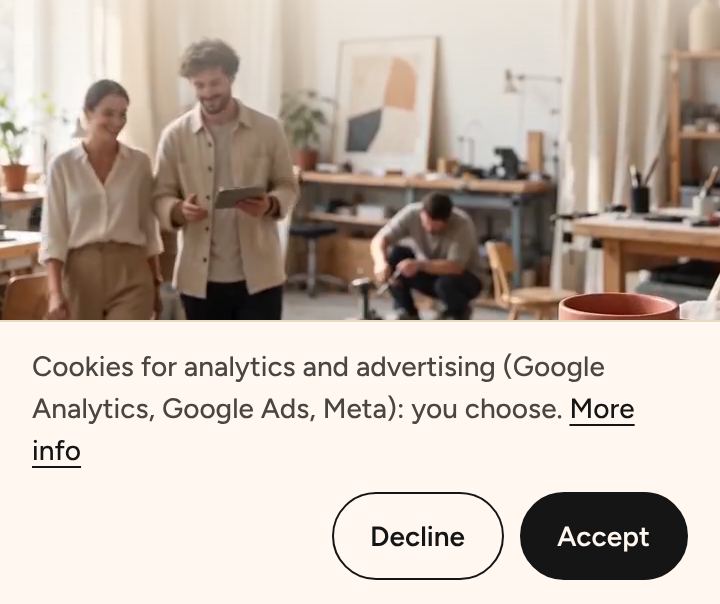 Cookies for analytics and advertising (Google
Analytics, Google Ads, Meta): you choose. More
info
Decline
Accept